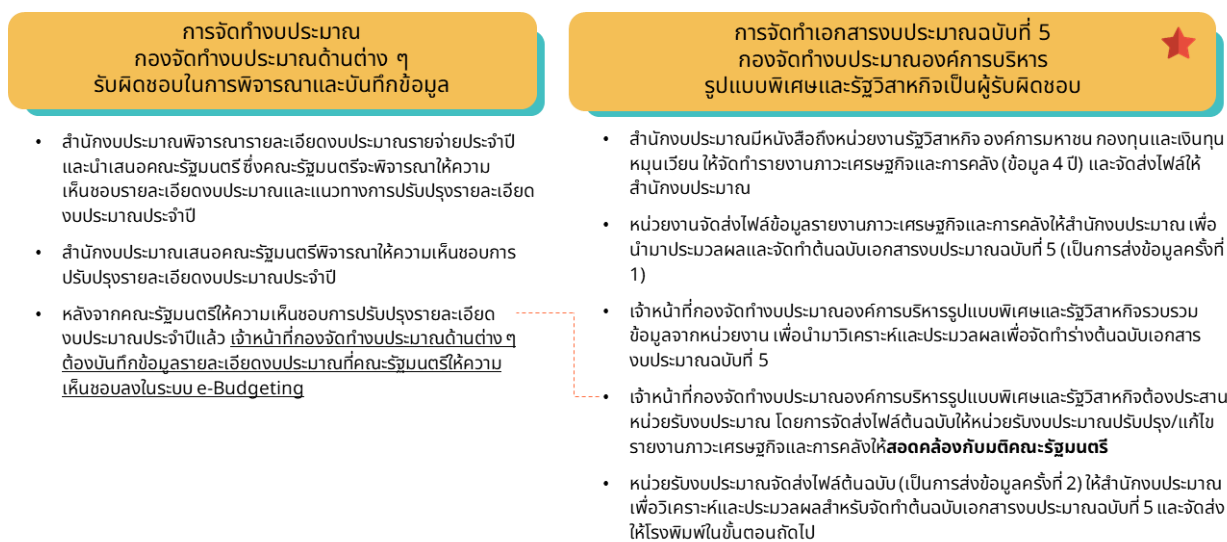 การจัดทำงบประมาณ
กองจัดทำงบประมาณด้านต่าง ๆ
รับผิดชอบในการพิจารณาและบันทึกข้อมูล
• สำนักงบประมาณพิจารณารายละเอียดงบประมาณรายจ่ายประจำปี
และนำเสนอคณะรัฐมนตรี ซึ่งคณะรัฐมนตรีจะพิจารณาให้ความ
เห็นชอบรายละเอียดงบประมาณและแนวทางการปรับปรุงรายละเอียด
งบประมาณประจำปี
• สำนักงบประมาณเสนอคณะรัฐมนตรีพิจารณาให้ความเห็นชอบการ
ปรับปรุงรายละเอียดงบประมาณประจำปี
• หลังจากคณะรัฐมนตรีให้ความเห็นชอบการปรับปรุงรายละเอียด
งบประมาณประจำปีแล้ว เจ้าหน้าที่กองจัดทำงบประมาณด้านต่าง ๆ
ต้องบันทึกข้อมูลรายละเอียดงบประมาณที่คณะรัฐมนตรีให้ความ
เห็นชอบลงในระบบ e-Budgeting
การจัดทำเอกสารงบประมาณฉบับที่ 5
กองจัดทำงบประมาณองค์การบริหาร
รูปแบบพิเศษและรัฐวิสาหกิจเป็นผู้รับผิดชอบ
• สำนักงบประมาณมีหนังสือถึงหน่วยงานรัฐวิสาหกิจ องค์การมหาชน กองทุนและเงินทุน
หมุนเวียน ให้จัดทำรายงานภาวะเศรษฐกิจและการคลัง (ข้อมูล 4 ปี) และจัดส่งไฟล์ให้
สำนักงบประมาณ
• หน่วยงานจัดส่งไฟล์ข้อมูลรายงานภาวะเศรษฐกิจและการคลังให้สำนักงบประมาณ เพื่อ
นำมาประมวลผลและจัดทำต้นฉบับเอกสารงบประมาณฉบับที่ 5 (เป็นการส่งข้อมูลครั้งที่
1)
• เจ้าหน้าที่กองจัดทำงบประมาณองค์การบริหารรูปแบบพิเศษและรัฐวิสาหกิจรวบรวม
ข้อมูลจากหน่วยงาน เพื่อนำมาวิเคราะห์และประมวลผลเพื่อจัดทำร่างต้นฉบับเอกสาร
งบประมาณฉบับที่ 5
• เจ้าหน้าที่กองจัดทำงบประมาณองค์การบริหารรูปแบบพิเศษและรัฐวิสาหกิจต้องประสาน
หน่วยรับงบประมาณ โดยการจัดส่งไฟล์ต้นฉบับให้หน่วยรับงบประมาณปรับปรุง/แก้ไข
รายงานภาวะเศรษฐกิจและการคลังให้สอดคล้องกับมติคณะรัฐมนตรี
• หน่วยรับงบประมาณจัดส่งไฟล์ต้นฉบับ (เป็นการส่งข้อมูลครั้งที่ 2) ให้สำนักงบประมาณ
เพื่อวิเคราะห์และประมวลผลสำหรับจัดทำต้นฉบับเอกสารงบประมาณฉบับที่ 5 และจัดส่ง
ให้โรงพิมพ์ในขั้นตอนถัดไป